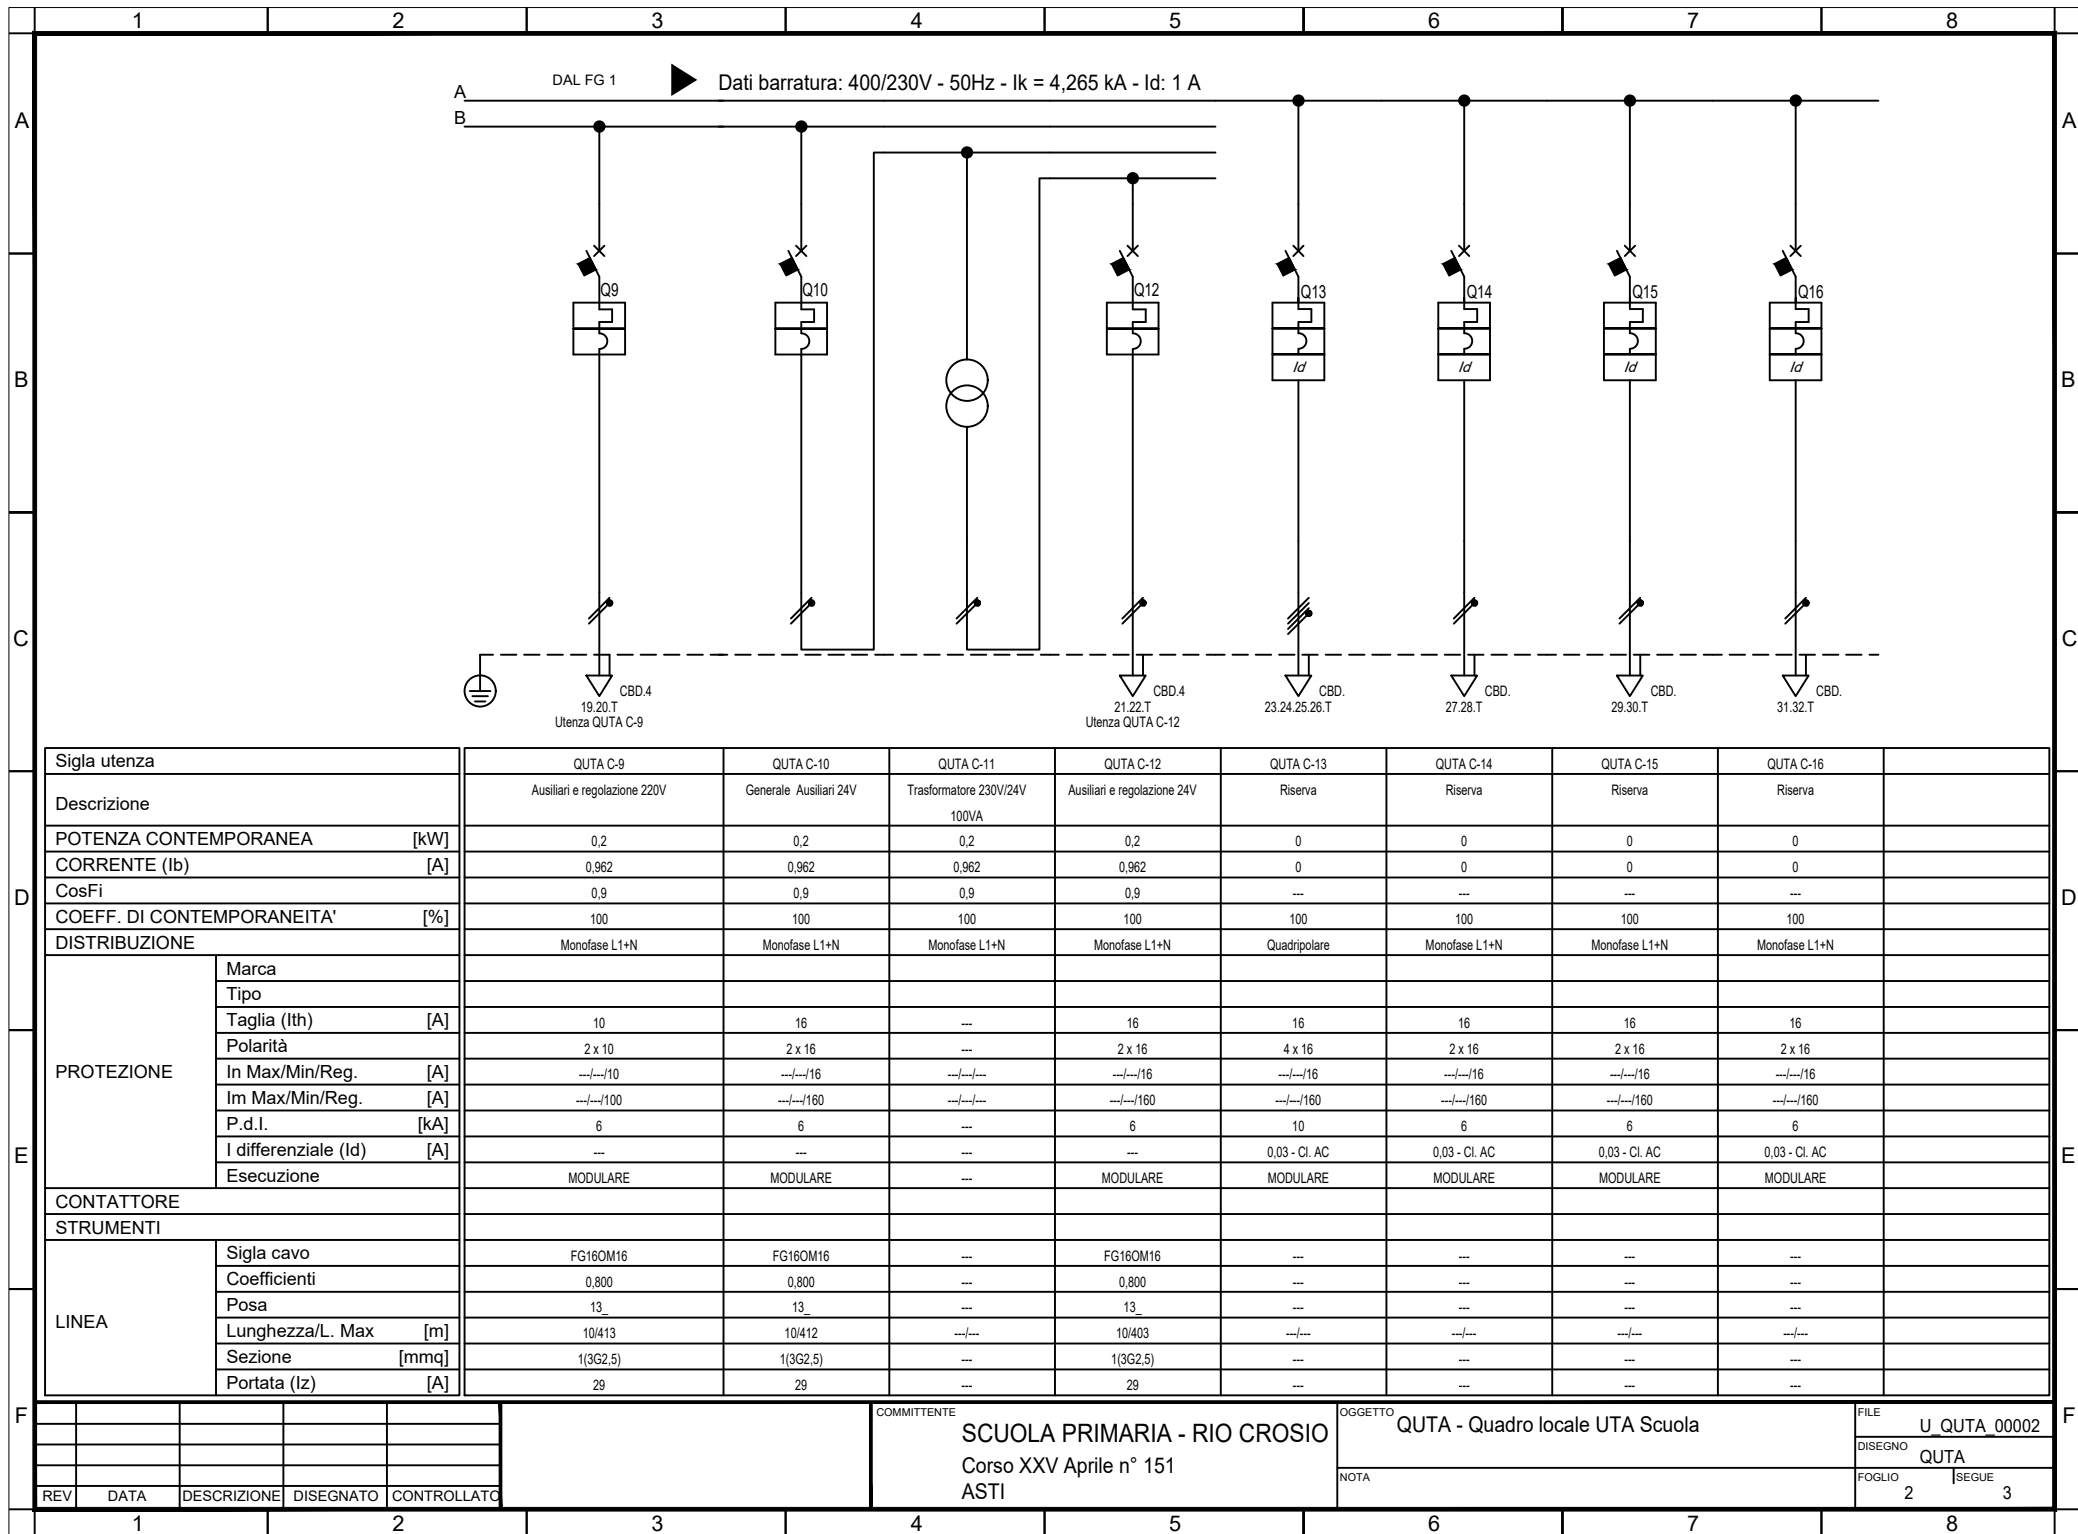 1 2 3 4 5 6 7 8
DAL FG 1 Dati barratura: 400/230V - 50Hz - Ik = 4,265 kA - Id: 1 A
A
B
A A
Q9 Q10 Q12 Q13 Q14 Q15 Q16
Id Id Id Id
B B
C C
CBD.4 CBD.4 CBD. CBD. CBD. CBD.
19.20.T 21.22.T 23.24.25.26.T 27.28.T 29.30.T 31.32.T
Utenza QUTA C-9 Utenza QUTA C-12
Sigla utenza QUTA C-9 QUTA C-10 QUTA C-11 QUTA C-12 QUTA C-13 QUTA C-14 QUTA C-15 QUTA C-16
Descrizione Ausiliari e regolazione 220V Generale Ausiliari 24V Trasformatore 230V/24V Ausiliari e regolazione 24V Riserva Riserva Riserva Riserva
100VA
POTENZA CONTEMPORANEA [kW] 0,2 0,2 0,2 0,2 0 0 0 0
CORRENTE (Ib) [A] 0,962 0,962 0,962 0,962 0 0 0 0
CosFi 0,9 0,9 0,9 0,9 --- --- --- ---
D D
COEFF. DI CONTEMPORANEITA' [%] 100 100 100 100 100 100 100 100
DISTRIBUZIONE Monofase L1+N Monofase L1+N Monofase L1+N Monofase L1+N Quadripolare Monofase L1+N Monofase L1+N Monofase L1+N
PROTEZIONE
Marca
Tipo
Taglia (Ith) [A] 10 16 --- 16 16 16 16 16
Polarità 2 x 10 2 x 16 --- 2 x 16 4 x 16 2 x 16 2 x 16 2 x 16
In Max/Min/Reg. [A] ---/---/10 ---/---/16 ---/---/--- ---/---/16 ---/---/16 ---/---/16 ---/---/16 ---/---/16
Im Max/Min/Reg. [A] ---/---/100 ---/---/160 ---/---/--- ---/---/160 ---/---/160 ---/---/160 ---/---/160 ---/---/160
P.d.I. [kA] 6 6 --- 6 10 6 6 6
I differenziale (Id) [A] --- --- --- --- 0,03 - Cl. AC 0,03 - Cl. AC 0,03 - Cl. AC 0,03 - Cl. AC
E E
Esecuzione MODULARE MODULARE --- MODULARE MODULARE MODULARE MODULARE MODULARE
CONTATTORE
STRUMENTI
LINEA
Sigla cavo FG16OM16 FG16OM16 --- FG16OM16 --- --- --- ---
Coefficienti 0,800 0,800 --- 0,800 --- --- --- ---
Posa 13_ 13_ --- 13_ --- --- --- ---
Lunghezza/L. Max [m] 10/413 10/412 ---/--- 10/403 ---/--- ---/--- ---/--- ---/---
Sezione [mmq] 1(3G2,5) 1(3G2,5) --- 1(3G2,5) --- --- --- ---
Portata (Iz) [A] 29 29 --- 29 --- --- --- ---
F F
REV DATA DESCRIZIONE DISEGNATO CONTROLLATO
COMMITTENTE
SCUOLA PRIMARIA - RIO CROSIO
Corso XXV Aprile n° 151
ASTI
OGGETTO QUTA - Quadro locale UTA Scuola
NOTA
FILE U_QUTA_00002
DISEGNO QUTA
FOGLIO SEGUE
2 3
1 2 3 4 5 6 7 8